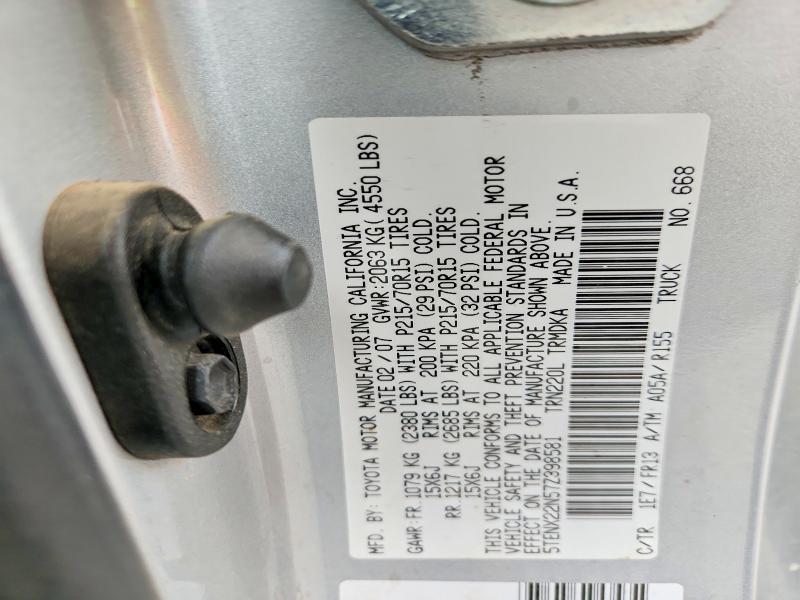 MFD. BY: TOYOTA MOTOR MANUFACTURING CALIFORNIA INC.
DATE 02 / 07 GVWR: 2063 KG( 4550 LBS)
GAWR: FR. 1079 KG (2380 LBS) WITH P215/70R15 TIRES
15X6J RIMS AT 200 KPA (29 PSI) COLD.
RR. 1217 KG (2685 LBS) WITH P215/70R15 TIRES
15X6J RIMS AT 220 KPA (32 PSI) COLD.
THIS VEHICLE CONFORMS TO ALL APPLICABLE FEDERAL MOTOR
VEHICLE SAFETY AND THEFT PREVENTION STANDARDS IN
EFFECT ON THE DATE OF MANUFACTURE SHOWN ABOVE.
5TENX22N57Z398581 TRN220L TRMDKA MADE IN U.S.A.
C/TR 1E7/ FR13 A/TM: A05A/ R155 TRUCK NO. 668